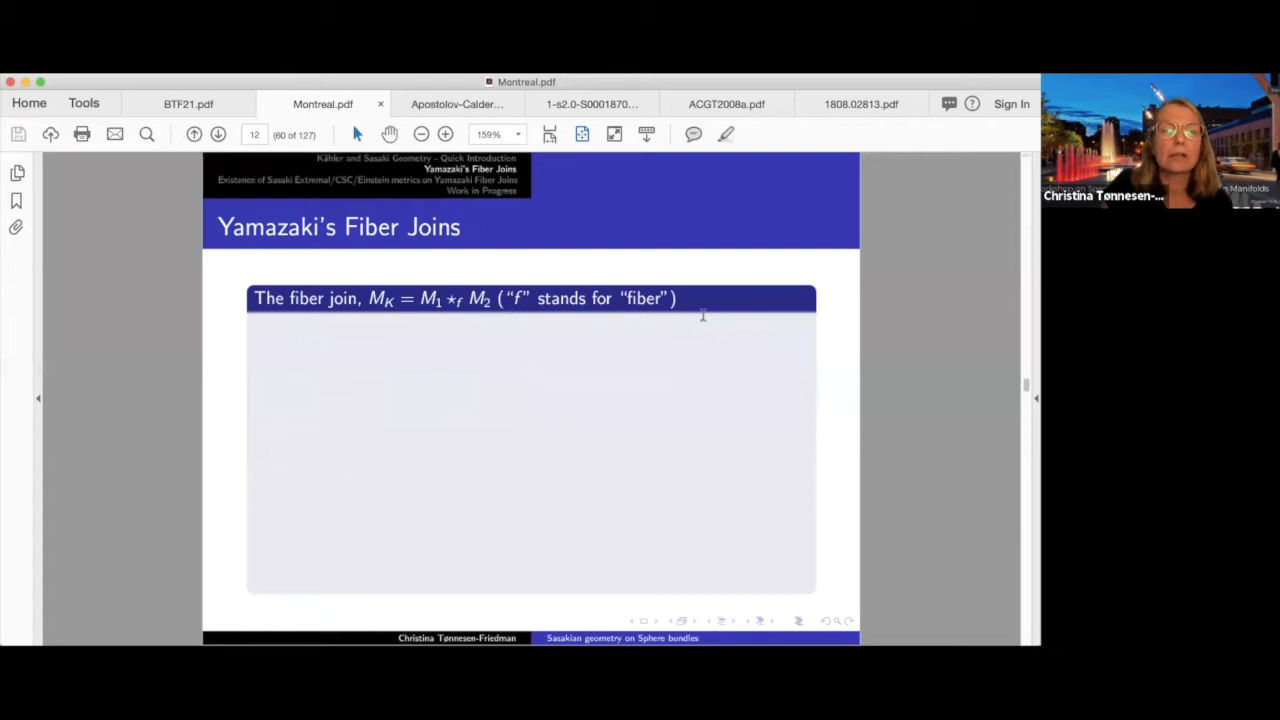 Montreal.pdf
Home
Tools
BTF21.pdf
Montreal.pdf
×
Apostolov-Calder...
1-s2.0-S0001870...
ACGT2008a.pdf
1808.02813.pdf
Sign In
12
(60 of 127)
159%
Kähler and Sasaki Geometry - Quick Introduction
Yamazaki's Fiber Joins
Existence of Sasaki Extremal/CSC/Einstein metrics on Yamazaki Fiber Joins
Work in Progress
Yamazaki's Fiber Joins
The fiber join, M_K = M_1 ⋆_f M_2 ("f" stands for "fiber")
Christina Tønnesen-Friedman
Sasakian geometry on Sphere bundles
Manifolds
Christina Tønnesen-...